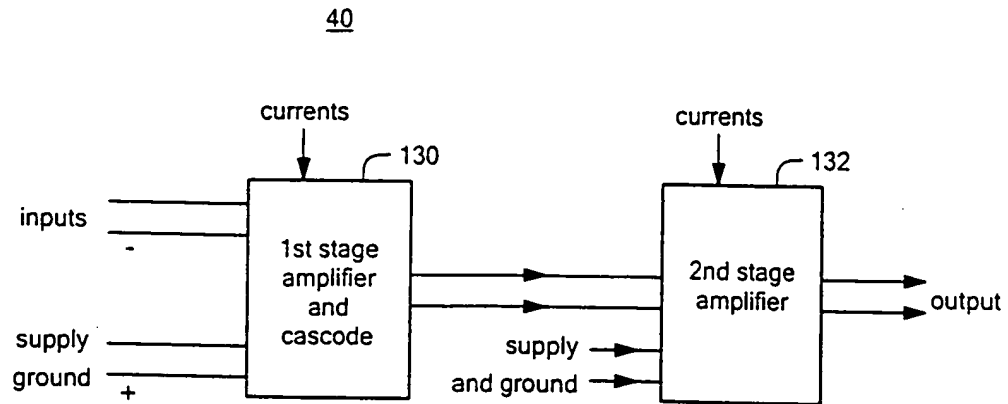 40
currents
130
currents
132
inputs
-
1st stage
amplifier
and
cascode
2nd stage
amplifier
output
supply
ground
+
supply
and ground